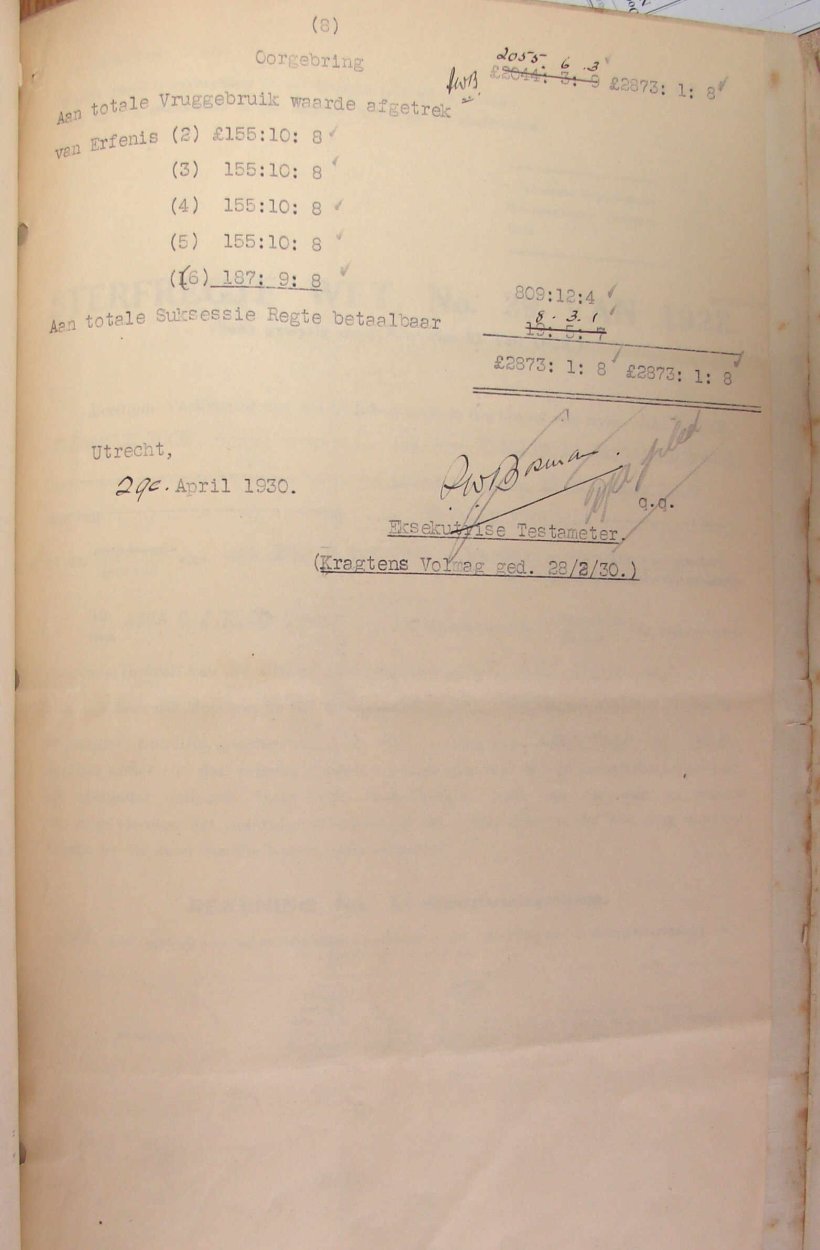 (8)
Oorgebring
2055. 6. 3
£2044: 3: 9 £2873: 1: 8
Aan totale Vruggebruik waarde afgetrek
van Erfenis (2) £155:10: 8
(3) 155:10: 8
(4) 155:10: 8
(5) 155:10: 8
(6) 187: 9: 8
809:12:4
8. 3. 1
Aan totale Suksessie Regte betaalbaar 19: 5: 7
£2873: 1: 8 £2873: 1: 8
Utrecht,
29e. April 1930.
q.q.
Eksekutrise Testameter.
(Kragtens Volmag ged. 28/2/30.)